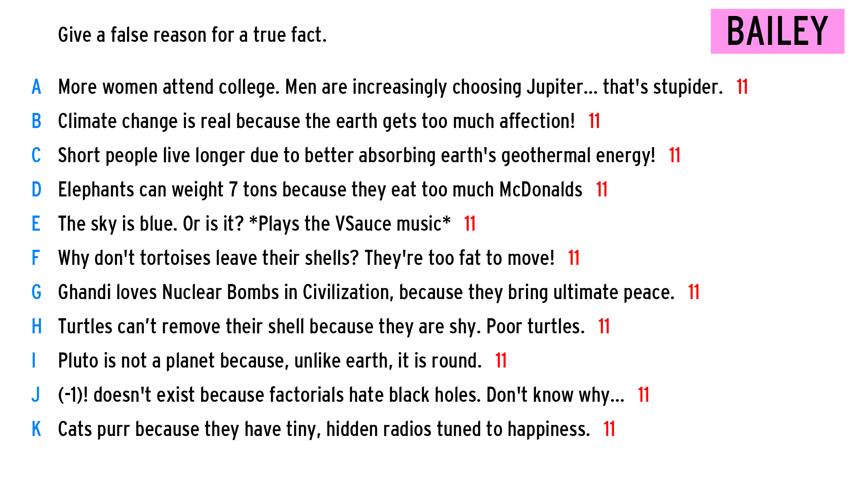 Give a false reason for a true fact.
BAILEY
A More women attend college. Men are increasingly choosing Jupiter... that's stupider. 11
B Climate change is real because the earth gets too much affection! 11
C Short people live longer due to better absorbing earth's geothermal energy! 11
D Elephants can weight 7 tons because they eat too much McDonalds 11
E The sky is blue. Or is it? *Plays the VSauce music* 11
F Why don't tortoises leave their shells? They're too fat to move! 11
G Ghandi loves Nuclear Bombs in Civilization, because they bring ultimate peace. 11
H Turtles can’t remove their shell because they are shy. Poor turtles. 11
I Pluto is not a planet because, unlike earth, it is round. 11
J (-1)! doesn't exist because factorials hate black holes. Don't know why... 11
K Cats purr because they have tiny, hidden radios tuned to happiness. 11